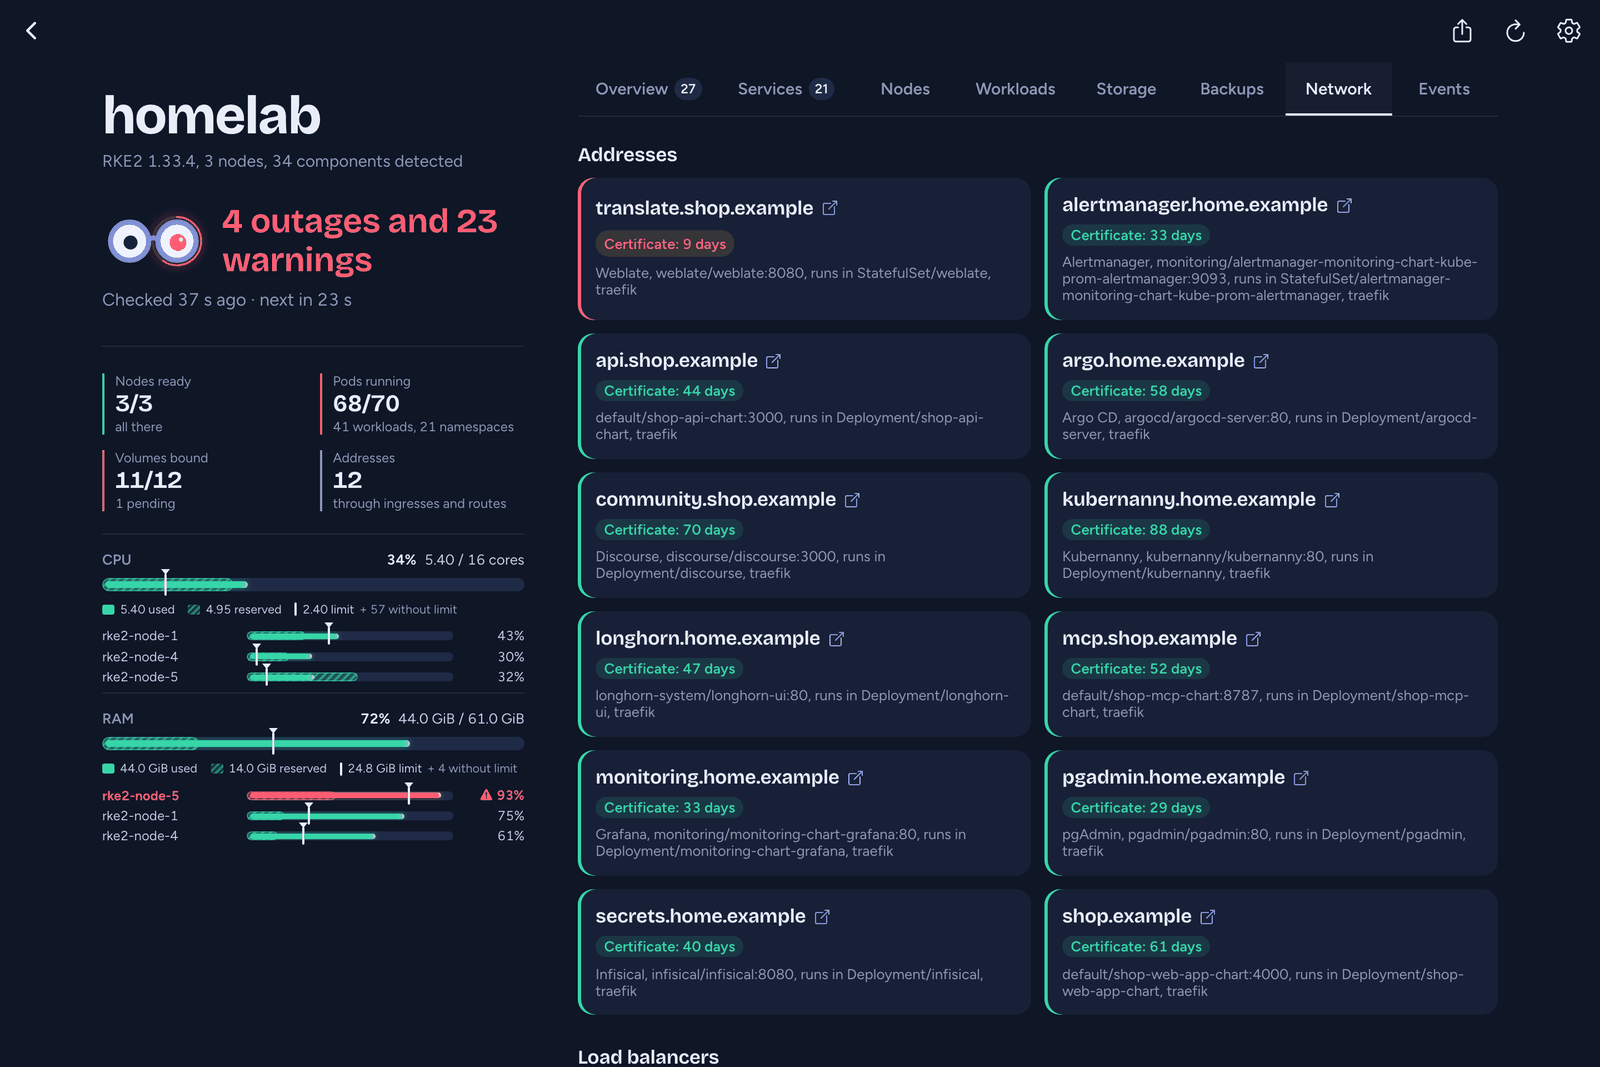 homelab
RKE2 1.33.4, 3 nodes, 34 components detected
4 outages and 23
warnings
Checked 37 s ago · next in 23 s
Nodes ready
3/3
all there
Pods running
68/70
41 workloads, 21 namespaces
Volumes bound
11/12
1 pending
Addresses
12
through ingresses and routes
CPU 34% 5.40 / 16 cores
5.40 used 4.95 reserved 2.40 limit + 57 without limit
rke2-node-1 43%
rke2-node-4 30%
rke2-node-5 32%
RAM 72% 44.0 GiB / 61.0 GiB
44.0 GiB used 14.0 GiB reserved 24.8 GiB limit + 4 without limit
rke2-node-5 93%
rke2-node-1 75%
rke2-node-4 61%
Overview 27 Services 21 Nodes Workloads Storage Backups Network Events
Addresses
translate.shop.example
Certificate: 9 days
Weblate, weblate/weblate:8080, runs in StatefulSet/weblate,
traefik
alertmanager.home.example
Certificate: 33 days
Alertmanager, monitoring/alertmanager-monitoring-chart-kube-
prom-alertmanager:9093, runs in StatefulSet/alertmanager-
monitoring-chart-kube-prom-alertmanager, traefik
api.shop.example
Certificate: 44 days
default/shop-api-chart:3000, runs in Deployment/shop-api-
chart, traefik
argo.home.example
Certificate: 58 days
Argo CD, argocd/argocd-server:80, runs in Deployment/argocd-
server, traefik
community.shop.example
Certificate: 70 days
Discourse, discourse/discourse:3000, runs in
Deployment/discourse, traefik
kubernanny.home.example
Certificate: 88 days
Kubernanny, kubernanny/kubernanny:80, runs in
Deployment/kubernanny, traefik
longhorn.home.example
Certificate: 47 days
longhorn-system/longhorn-ui:80, runs in Deployment/longhorn-
ui, traefik
mcp.shop.example
Certificate: 52 days
default/shop-mcp-chart:8787, runs in Deployment/shop-mcp-
chart, traefik
monitoring.home.example
Certificate: 33 days
Grafana, monitoring/monitoring-chart-grafana:80, runs in
Deployment/monitoring-chart-grafana, traefik
pgadmin.home.example
Certificate: 29 days
pgAdmin, pgadmin/pgadmin:80, runs in Deployment/pgadmin,
traefik
secrets.home.example
Certificate: 40 days
Infisical, infisical/infisical:8080, runs in Deployment/infisical,
traefik
shop.example
Certificate: 61 days
default/shop-web-app-chart:4000, runs in Deployment/shop-
web-app-chart, traefik
Load balancers